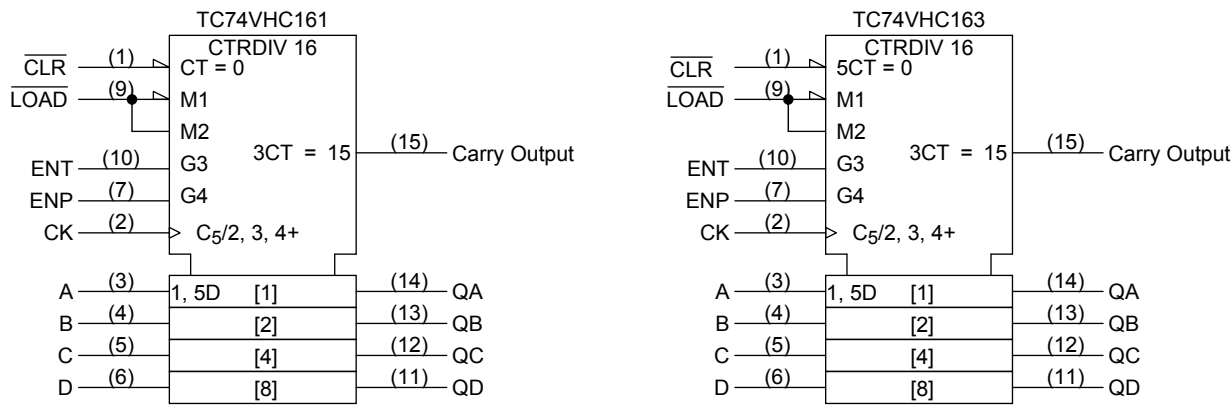 TC74VHC161
CTRDIV 16
CLR (1) CT = 0
LOAD (9) M1
M2
3CT = 15 (15) Carry Output
ENT (10) G3
ENP (7) G4
CK (2) C5/2, 3, 4+
A (3) 1, 5D [1] (14) QA
B (4) [2] (13) QB
C (5) [4] (12) QC
D (6) [8] (11) QD
TC74VHC163
CTRDIV 16
CLR (1) 5CT = 0
LOAD (9) M1
M2
3CT = 15 (15) Carry Output
ENT (10) G3
ENP (7) G4
CK (2) C5/2, 3, 4+
A (3) 1, 5D [1] (14) QA
B (4) [2] (13) QB
C (5) [4] (12) QC
D (6) [8] (11) QD